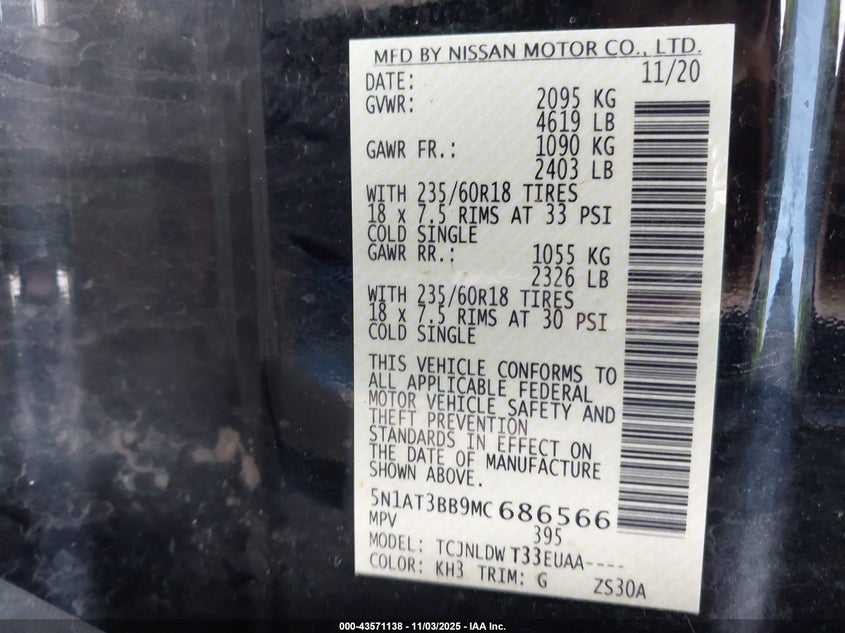 MFD BY NISSAN MOTOR CO., LTD.
DATE: 11/20
GVWR: 2095 KG
4619 LB
GAWR FR.: 1090 KG
2403 LB
WITH 235/60R18 TIRES
18 x 7.5 RIMS AT 33 PSI
COLD SINGLE
GAWR RR.: 1055 KG
2326 LB
WITH 235/60R18 TIRES
18 x 7.5 RIMS AT 30 PSI
COLD SINGLE
THIS VEHICLE CONFORMS TO
ALL APPLICABLE FEDERAL
MOTOR VEHICLE SAFETY AND
THEFT PREVENTION
STANDARDS IN EFFECT ON
THE DATE OF MANUFACTURE
SHOWN ABOVE.
5N1AT3BB9MC686566
MPV 395
MODEL: TCJNLDW T33EUAA----
COLOR: KH3 TRIM: G ZS30A
000-43571138 - 11/03/2025 - IAA Inc.